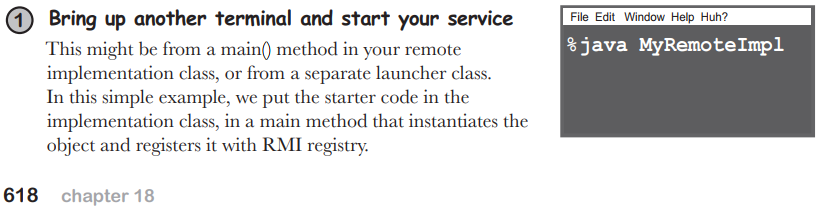 1 Bring up another terminal and start your service
This might be from a main() method in your remote
implementation class, or from a separate launcher class.
In this simple example, we put the starter code in the
implementation class, in a main method that instantiates the
object and registers it with RMI registry.
File Edit Window Help Huh?
%java MyRemoteImpl
618 chapter 18